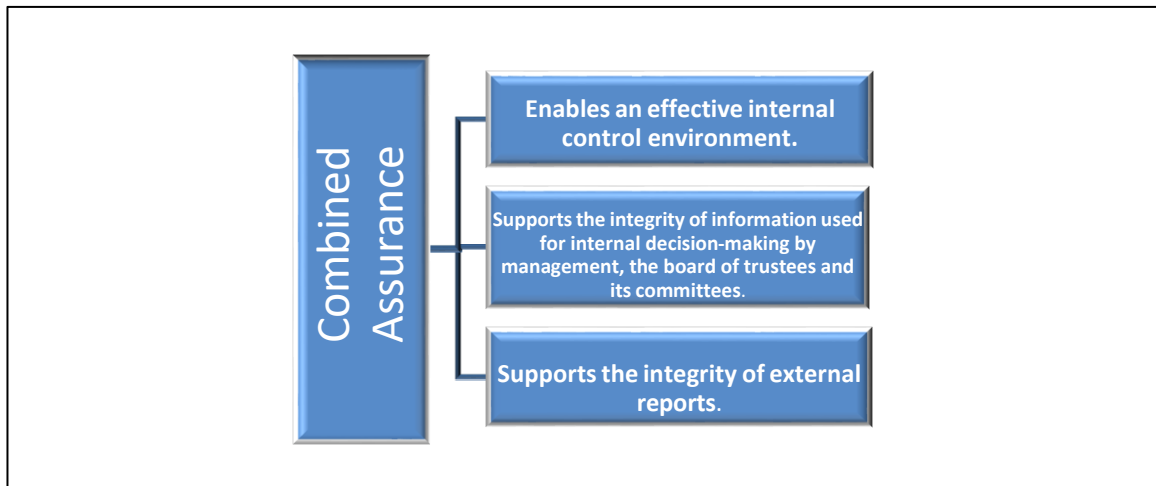 Combined
Assurance
Enables an effective internal
control environment.
Supports the integrity of information used
for internal decision-making by
management, the board of trustees and
its committees.
Supports the integrity of external
reports.